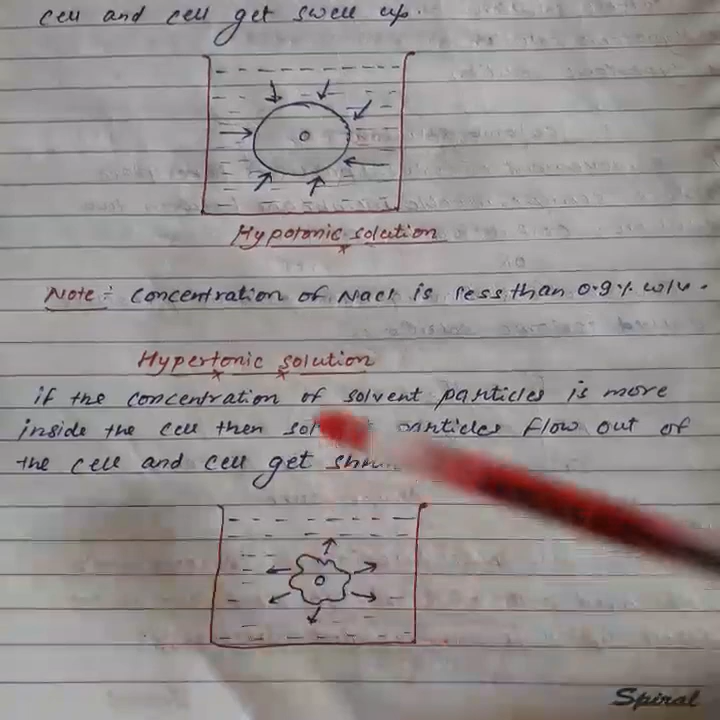 cell and cell get swell up.
Hypotonic solution
Note:- Concentration of NaCl is less than 0.9% w/v.
Hypertonic solution
if the concentration of solvent particles is more
inside the cell then particles flow out of
the cell and cell get
Spiral